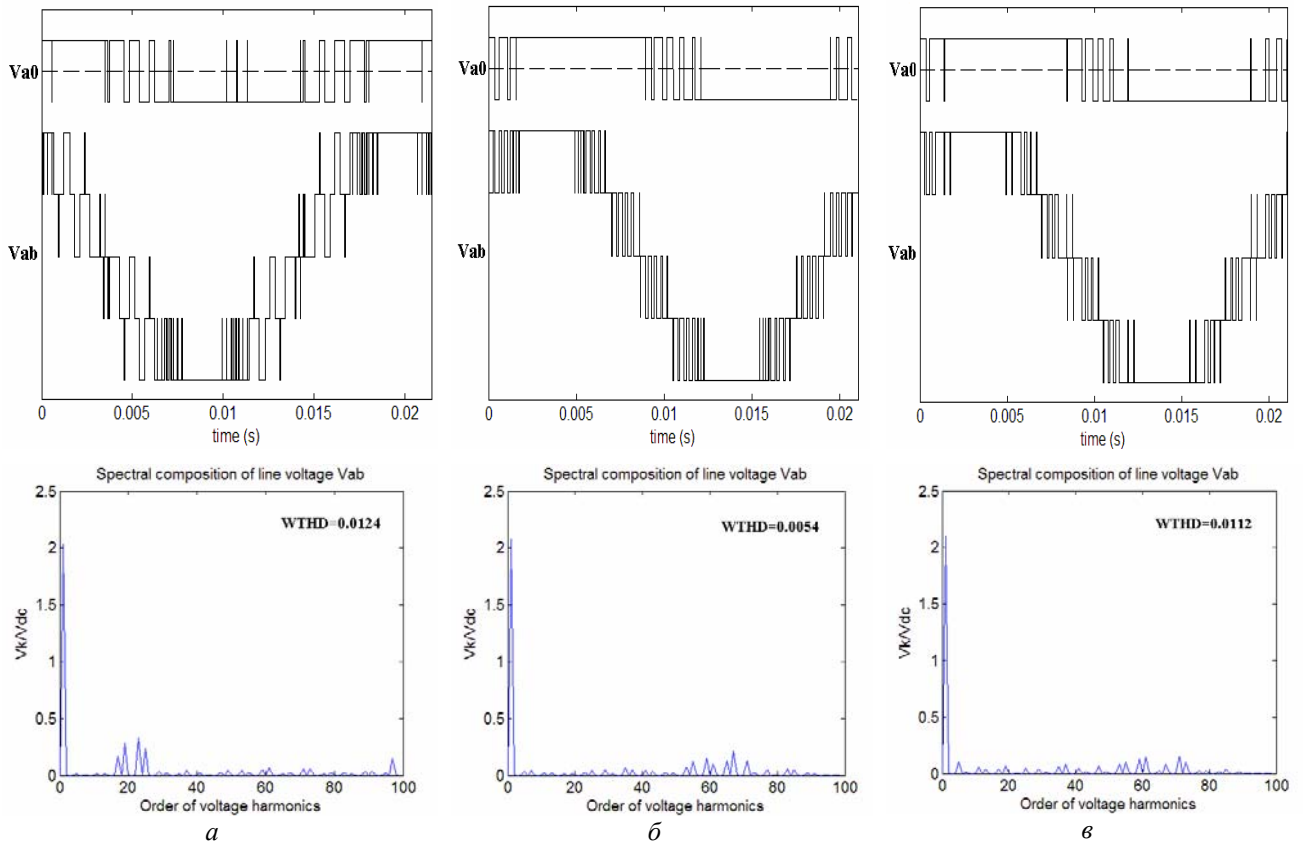 Va0
Vab
0 0.005 0.01 0.015 0.02
time (s)
Va0
Vab
0 0.005 0.01 0.015 0.02
time (s)
Va0
Vab
0 0.005 0.01 0.015 0.02
time (s)
Spectral composition of line voltage Vab
WTHD=0.0124
2.5
2
1.5
1
0.5
0
Vk/Vdc
0 20 40 60 80 100
Order of voltage harmonics
а
Spectral composition of line voltage Vab
WTHD=0.0054
2.5
2
1.5
1
0.5
0
Vk/Vdc
0 20 40 60 80 100
Order of voltage harmonics
б
Spectral composition of line voltage Vab
WTHD=0.0112
2.5
2
1.5
1
0.5
0
Vk/Vdc
0 20 40 60 80 100
Order of voltage harmonics
в